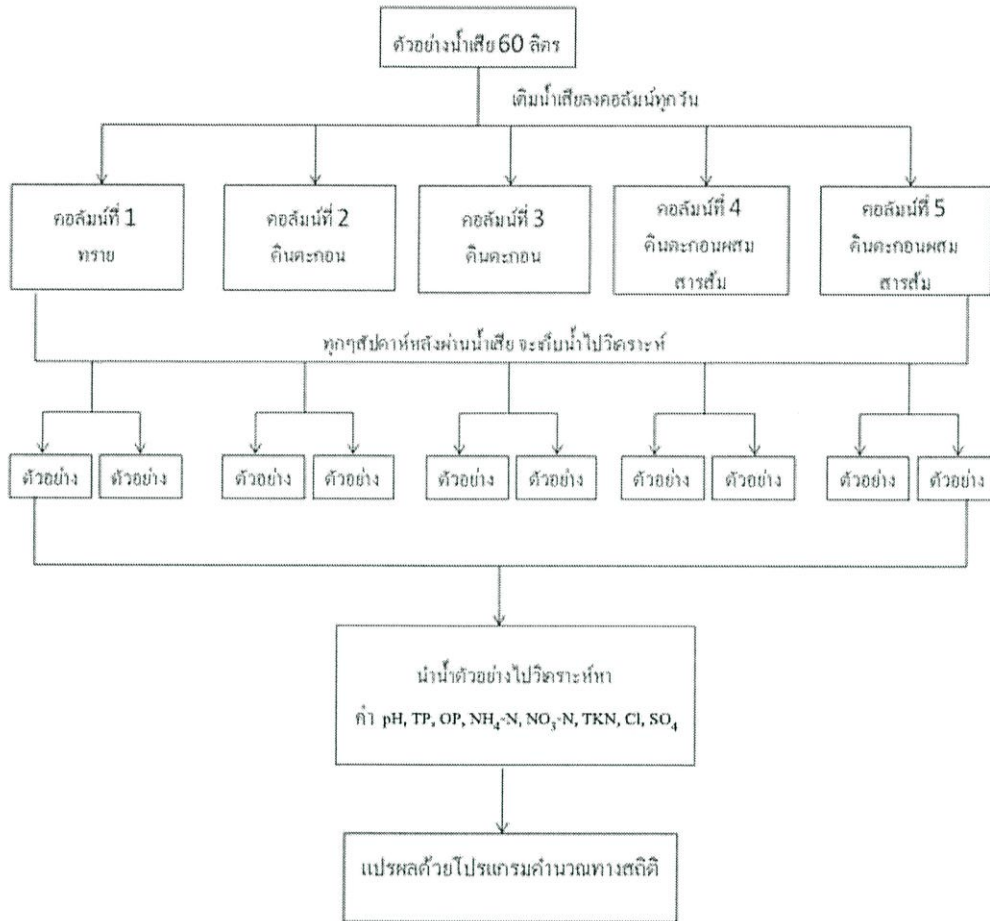 ตัวอย่างน้ำเสีย 60 ลิตร
เติมน้ำเสียลงคอลัมน์ทุกวัน
คอลัมน์ที่ 1
ทราย
คอลัมน์ที่ 2
ดินตะกอน
คอลัมน์ที่ 3
ดินตะกอน
คอลัมน์ที่ 4
ดินตะกอนผสม
สารส้ม
คอลัมน์ที่ 5
ดินตะกอนผสม
สารส้ม
ทุกๆสัปดาห์หลังผ่านน้ำเสีย จะเก็บน้ำไปวิเคราะห์
ตัวอย่าง
ตัวอย่าง
ตัวอย่าง
ตัวอย่าง
ตัวอย่าง
ตัวอย่าง
ตัวอย่าง
ตัวอย่าง
ตัวอย่าง
ตัวอย่าง
นำน้ำตัวอย่างไปวิเคราะห์หา
ค่า pH, TP, OP, NH₄-N, NO₃-N, TKN, Cl, SO₄
แปรผลด้วยโปรแกรมคำนวณทางสถิติ